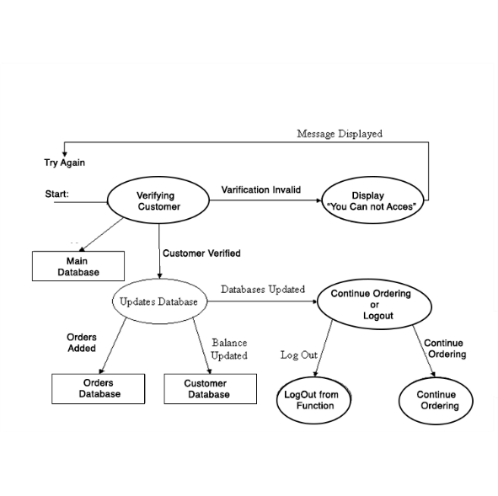 Message Displayed
Try Again
Start:
Verifying
Customer
Varification Invalid
Display
"You Can not Acces"
Main
Database
Customer Verified
Updates Database
Databases Updated
Continue Ordering
or
Logout
Orders
Added
Balance
Updated
Log Out
Continue
Ordering
Orders
Database
Customer
Database
LogOut from
Function
Continue
Ordering